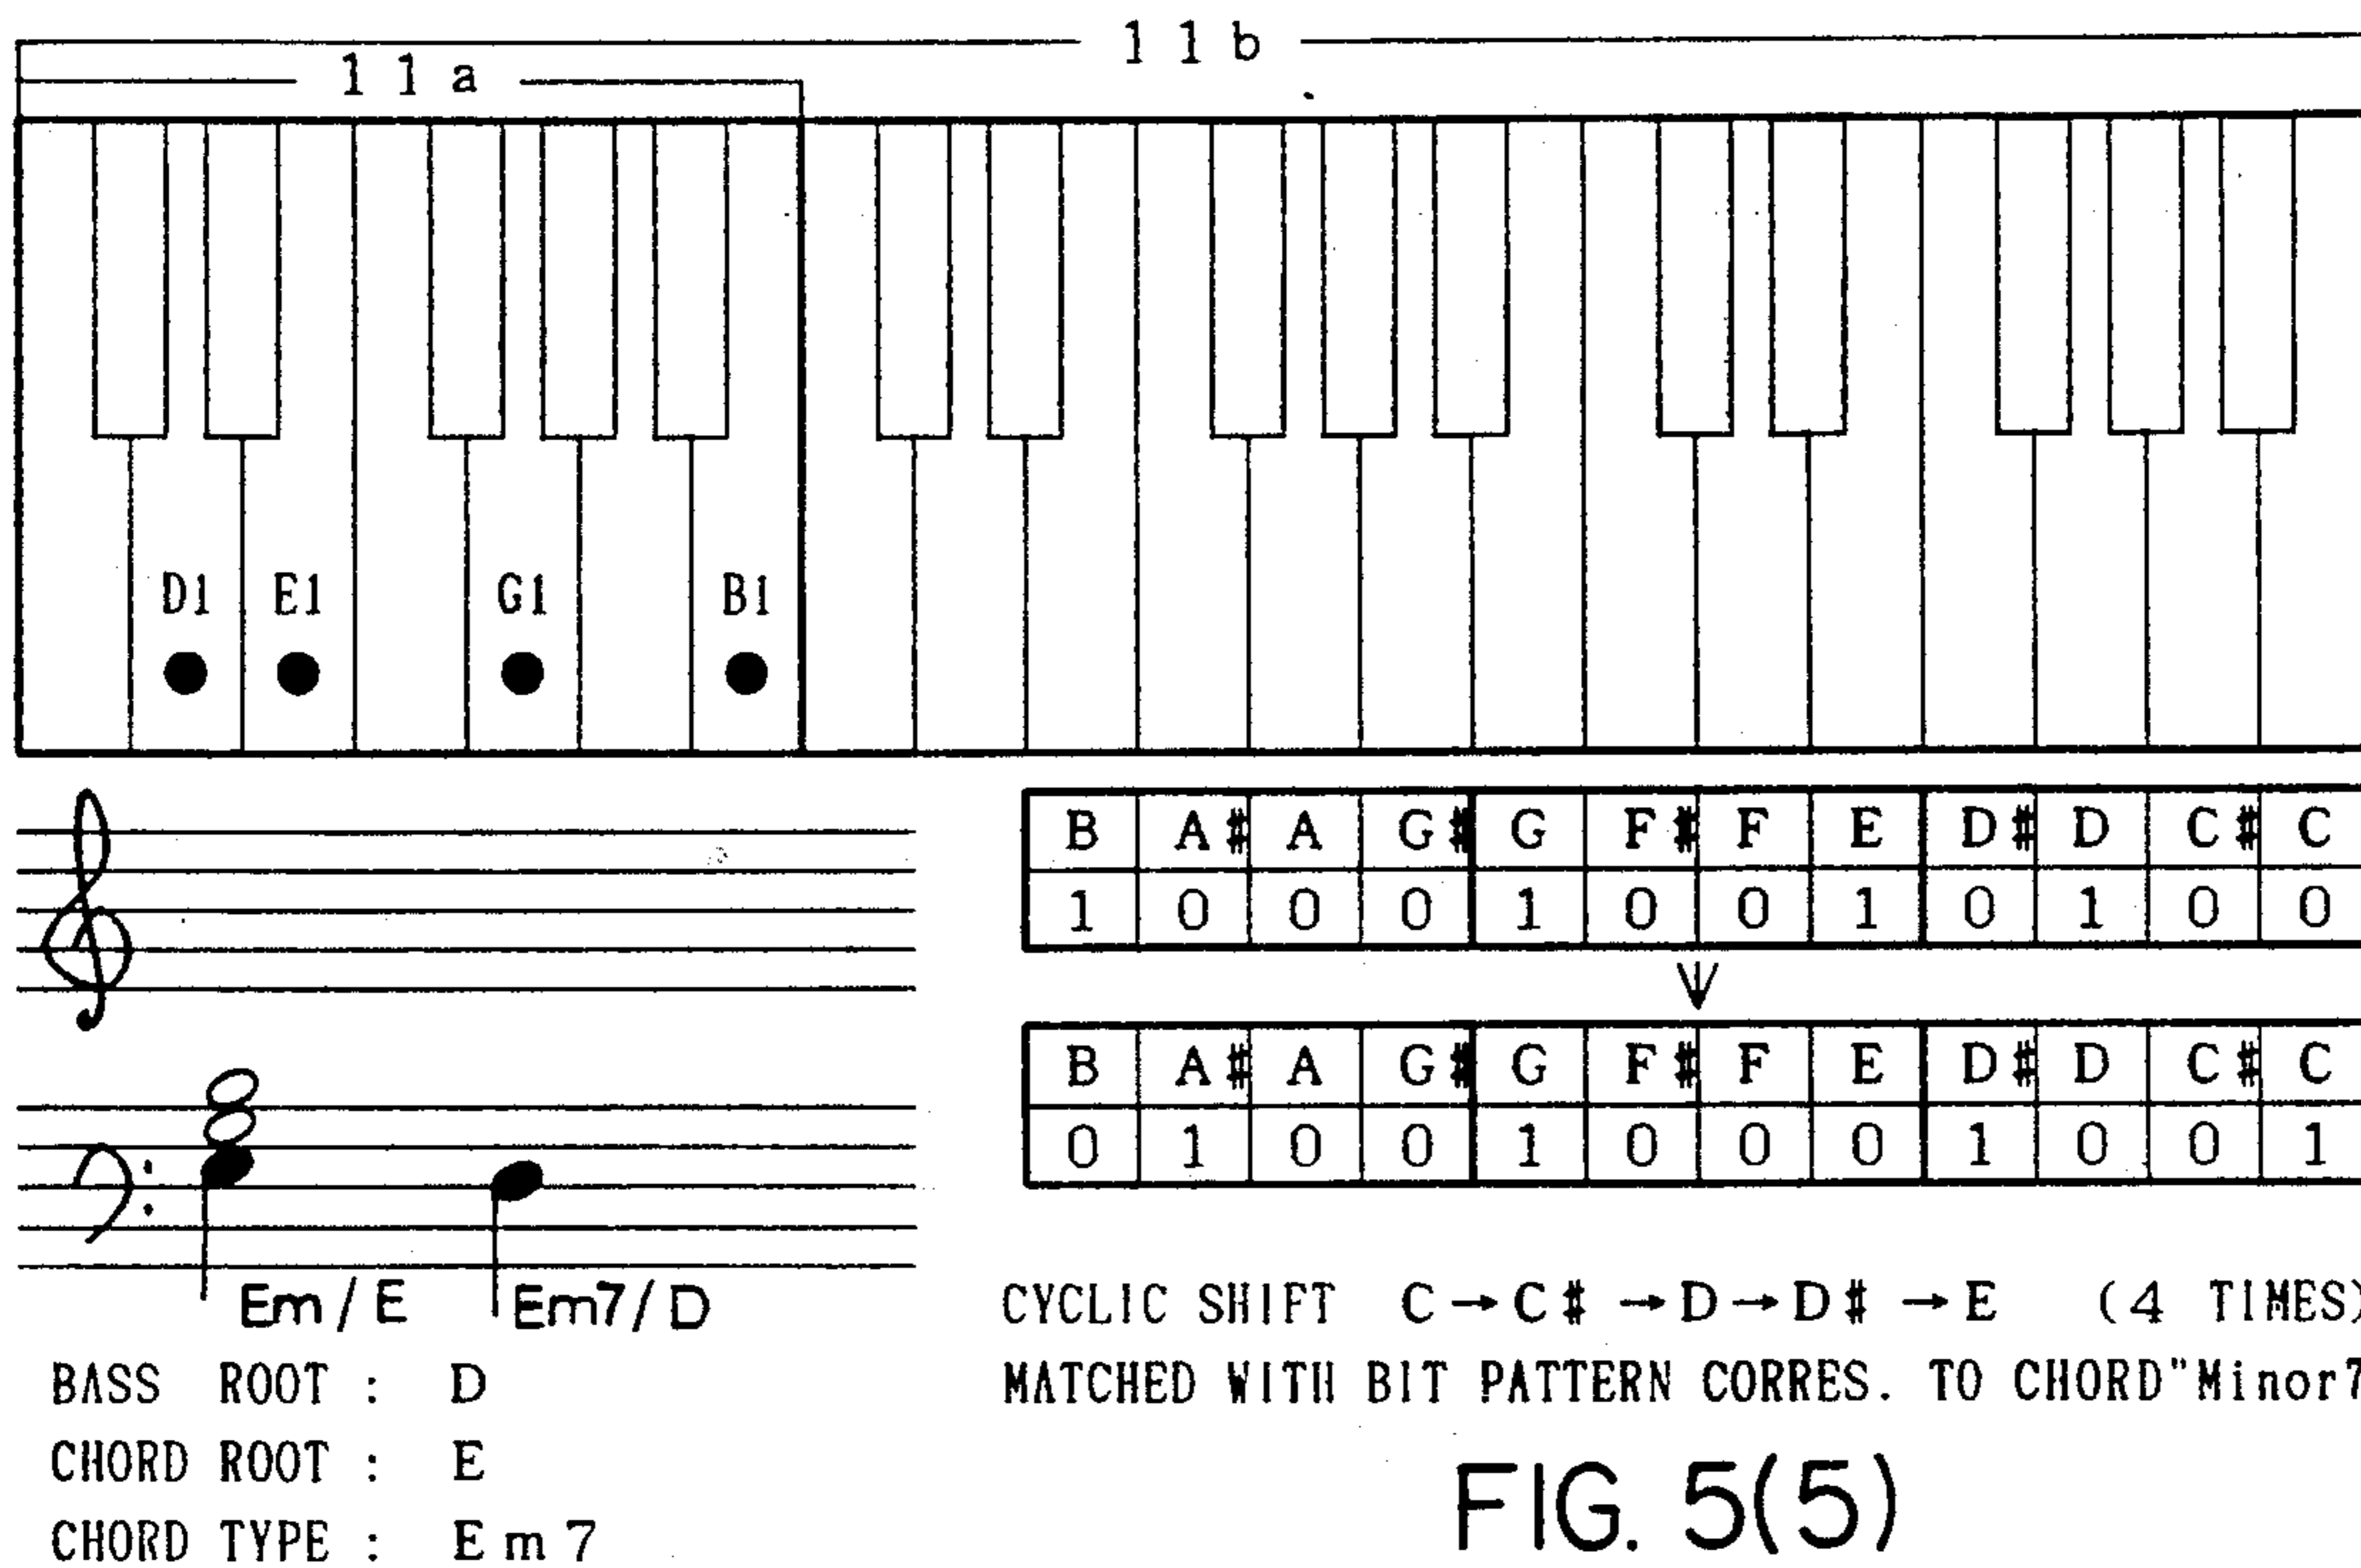 11b
11a
D1 E1 G1 B1
B A# A G# G F# F E D# D C# C
1 0 0 0 1 0 0 1 0 1 0 0
B A# A G# G F# F E D# D C# C
0 1 0 0 1 0 0 0 1 0 0 1
Em/E Em7/D
CYCLIC SHIFT C→C#→D→D#→E (4 TIMES)
MATCHED WITH BIT PATTERN CORRES. TO CHORD"Minor7
BASS ROOT : D
CHORD ROOT : E
CHORD TYPE : Em7
FIG. 5(5)